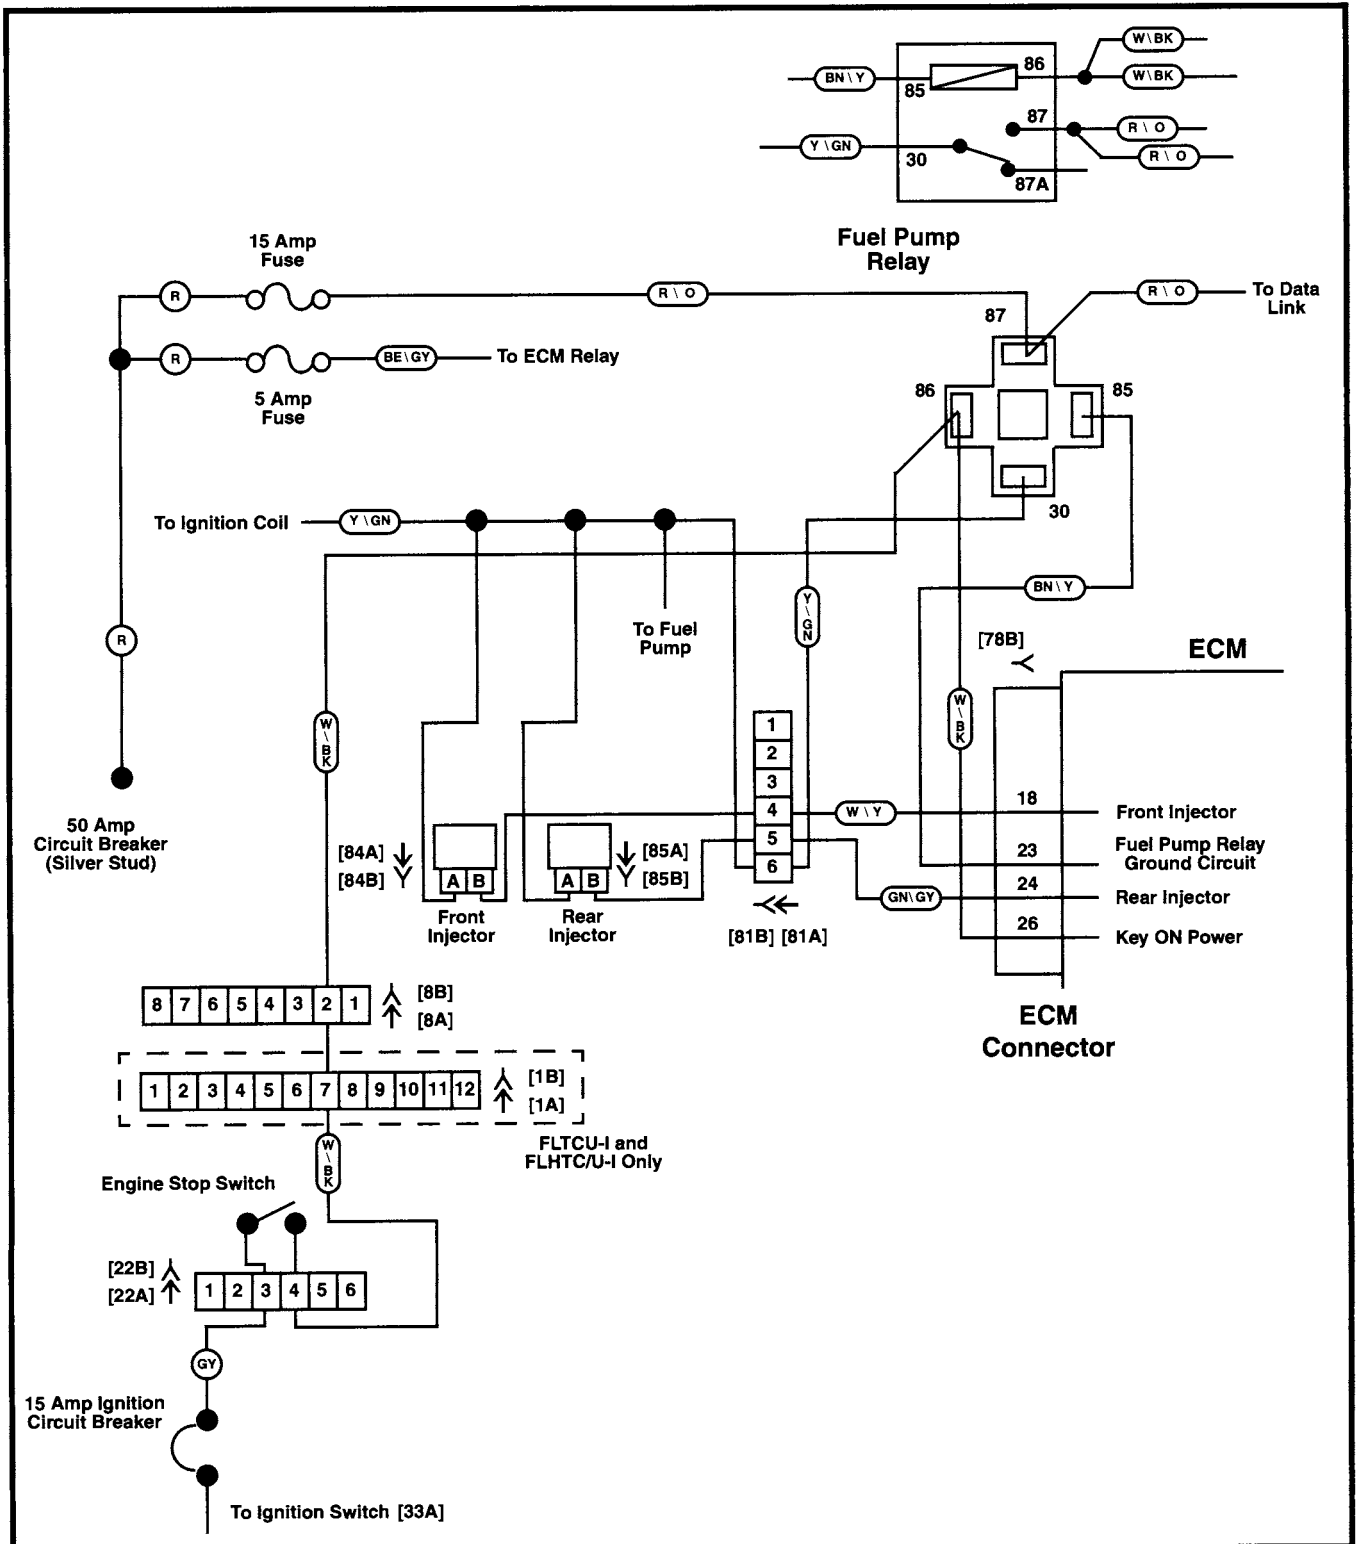 W\BK
86
BN\Y
W\BK
85
87
R\O
Y\GN
30
R\O
87A
Fuel Pump
Relay
15 Amp
Fuse
R
R\O
R\O
To Data
Link
87
R
BE\GY
To ECM Relay
5 Amp
Fuse
86
85
To Ignition Coil
Y\GN
30
BN\Y
Y\GN
To Fuel
Pump
R
[78B]
ECM
W\BK
W\BK
1
2
3
4
5
6
W\Y
18
Front Injector
50 Amp
Circuit Breaker
(Silver Stud)
[84A]
[84B]
A B
[85A]
[85B]
A B
23
Fuel Pump Relay
Ground Circuit
GN\GY
24
Rear Injector
Front
Injector
Rear
Injector
[81B] [81A]
26
Key ON Power
8 7 6 5 4 3 2 1
[8B]
[8A]
ECM
Connector
1 2 3 4 5 6 7 8 9 10 11 12
[1B]
[1A]
FLTCU-I and
FLHTC/U-I Only
W\BK
Engine Stop Switch
[22B]
[22A]
1 2 3 4 5 6
GY
15 Amp Ignition
Circuit Breaker
To Ignition Switch [33A]